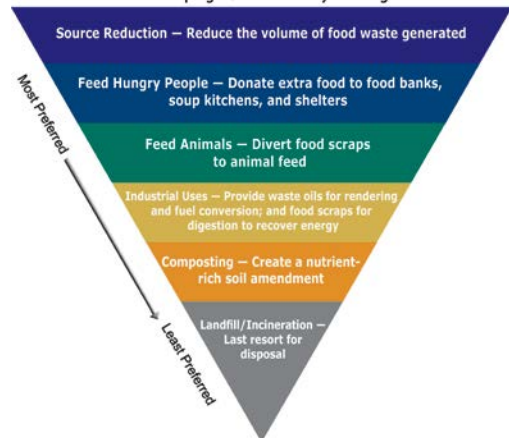 Source Reduction — Reduce the volume of food waste generated
Feed Hungry People — Donate extra food to food banks,
soup kitchens, and shelters
Feed Animals — Divert food scraps
to animal feed
Industrial Uses — Provide waste oils for rendering
and fuel conversion; and food scraps for
digestion to recover energy
Composting — Create a nutrient-
rich soil amendment
Landfill/Incineration —
Last resort for
disposal
Most Preferred
Least Preferred